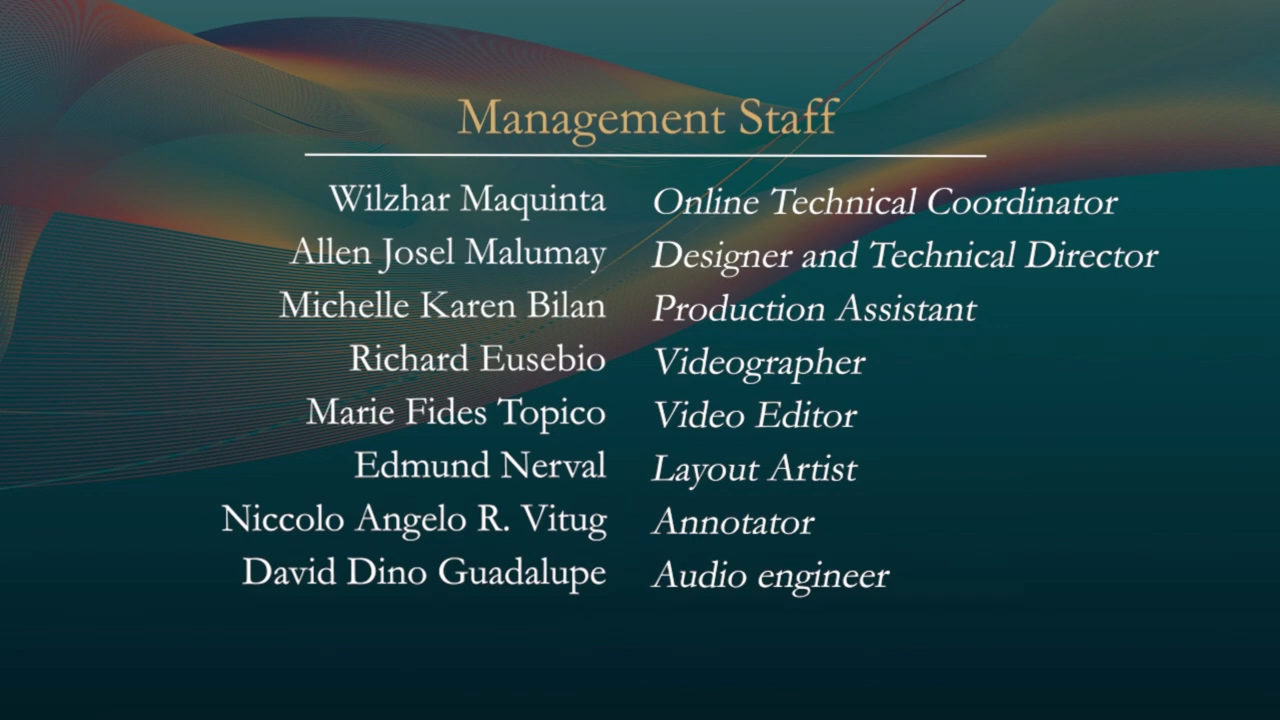 Management Staff
Wilzhar Maquinta Online Technical Coordinator
Allen Josel Malumay Designer and Technical Director
Michelle Karen Bilan Production Assistant
Richard Eusebio Videographer
Marie Fides Topico Video Editor
Edmund Nerval Layout Artist
Niccolo Angelo R. Vitug Annotator
David Dino Guadalupe Audio engineer